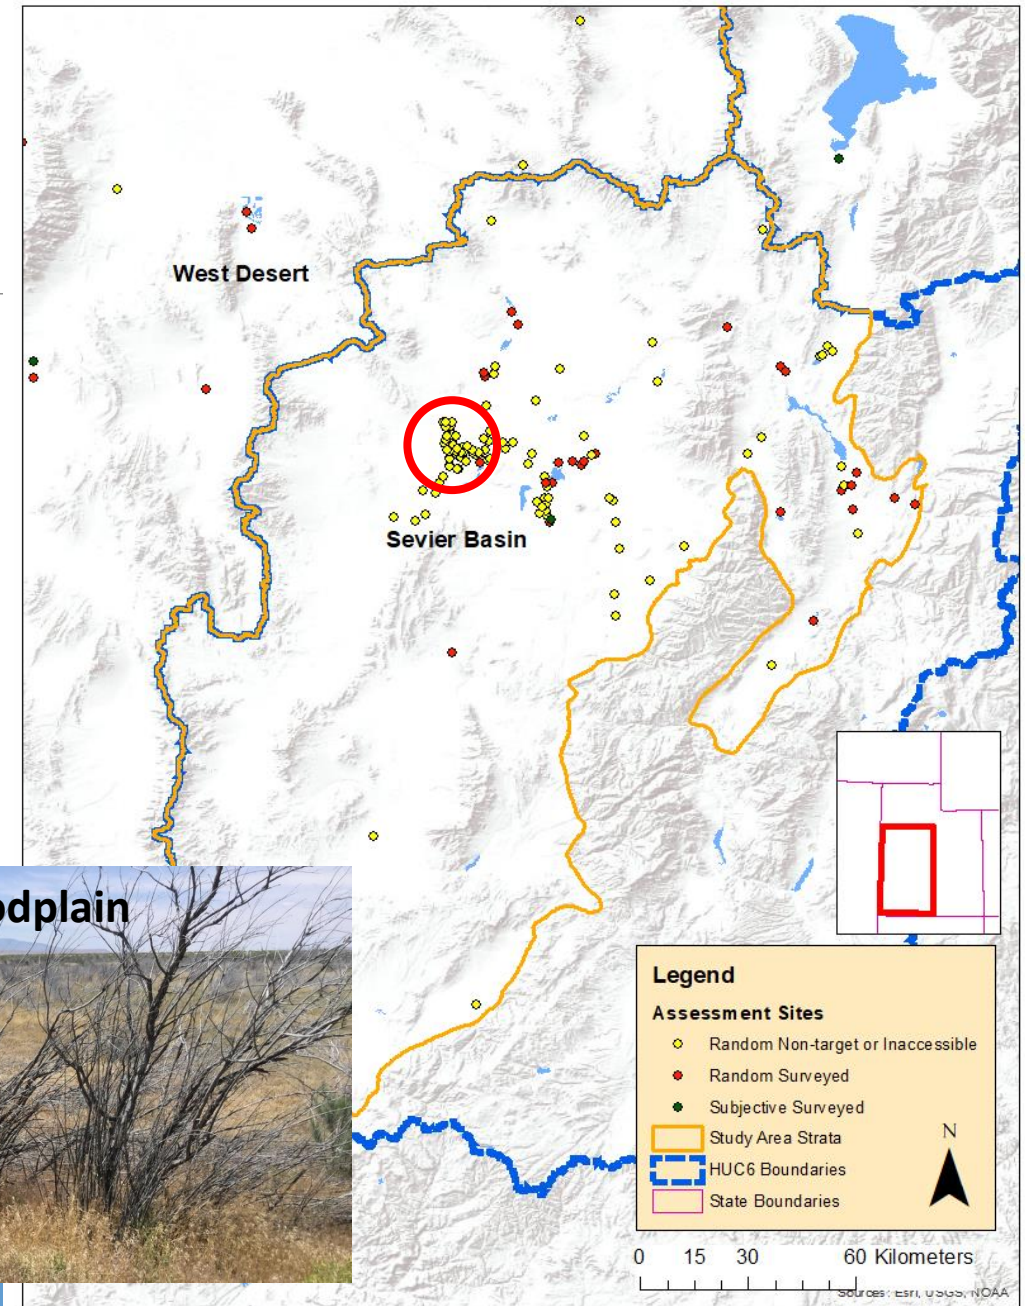 West Desert
Sevier Basin
odplain
Legend
Assessment Sites
Random Non-target or Inaccessible
Random Surveyed
Subjective Surveyed
Study Area Strata
HUC6 Boundaries
State Boundaries
N
0 15 30 60 Kilometers
Sources: Esri, USGS, NOAA